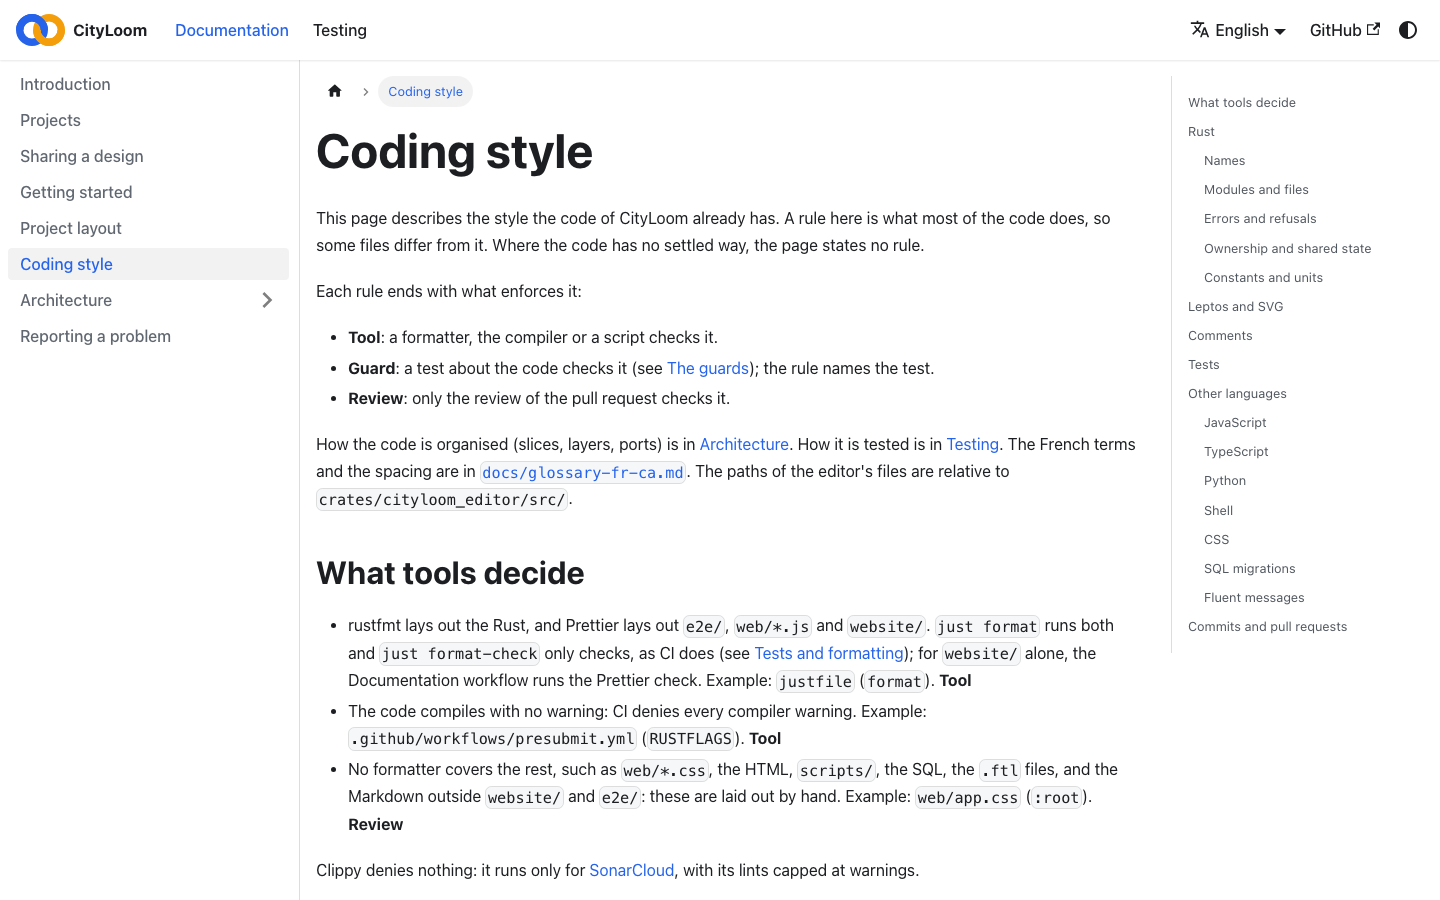 CityLoom
Documentation
Testing
English
GitHub
Introduction
Projects
Sharing a design
Getting started
Project layout
Coding style
Architecture
Reporting a problem
Coding style
Coding style
This page describes the style the code of CityLoom already has. A rule here is what most of the code does, so
some files differ from it. Where the code has no settled way, the page states no rule.
Each rule ends with what enforces it:
Tool: a formatter, the compiler or a script checks it.
Guard: a test about the code checks it (see The guards); the rule names the test.
Review: only the review of the pull request checks it.
How the code is organised (slices, layers, ports) is in Architecture. How it is tested is in Testing. The French terms
and the spacing are in docs/glossary-fr-ca.md. The paths of the editor's files are relative to
crates/cityloom_editor/src/.
What tools decide
rustfmt lays out the Rust, and Prettier lays out e2e/, web/*.js and website/. just format runs both
and just format-check only checks, as CI does (see Tests and formatting); for website/ alone, the
Documentation workflow runs the Prettier check. Example: justfile (format). Tool
The code compiles with no warning: CI denies every compiler warning. Example:
.github/workflows/presubmit.yml (RUSTFLAGS). Tool
No formatter covers the rest, such as web/*.css, the HTML, scripts/, the SQL, the .ftl files, and the
Markdown outside website/ and e2e/: these are laid out by hand. Example: web/app.css (:root).
Review
Clippy denies nothing: it runs only for SonarCloud, with its lints capped at warnings.
What tools decide
Rust
Names
Modules and files
Errors and refusals
Ownership and shared state
Constants and units
Leptos and SVG
Comments
Tests
Other languages
JavaScript
TypeScript
Python
Shell
CSS
SQL migrations
Fluent messages
Commits and pull requests